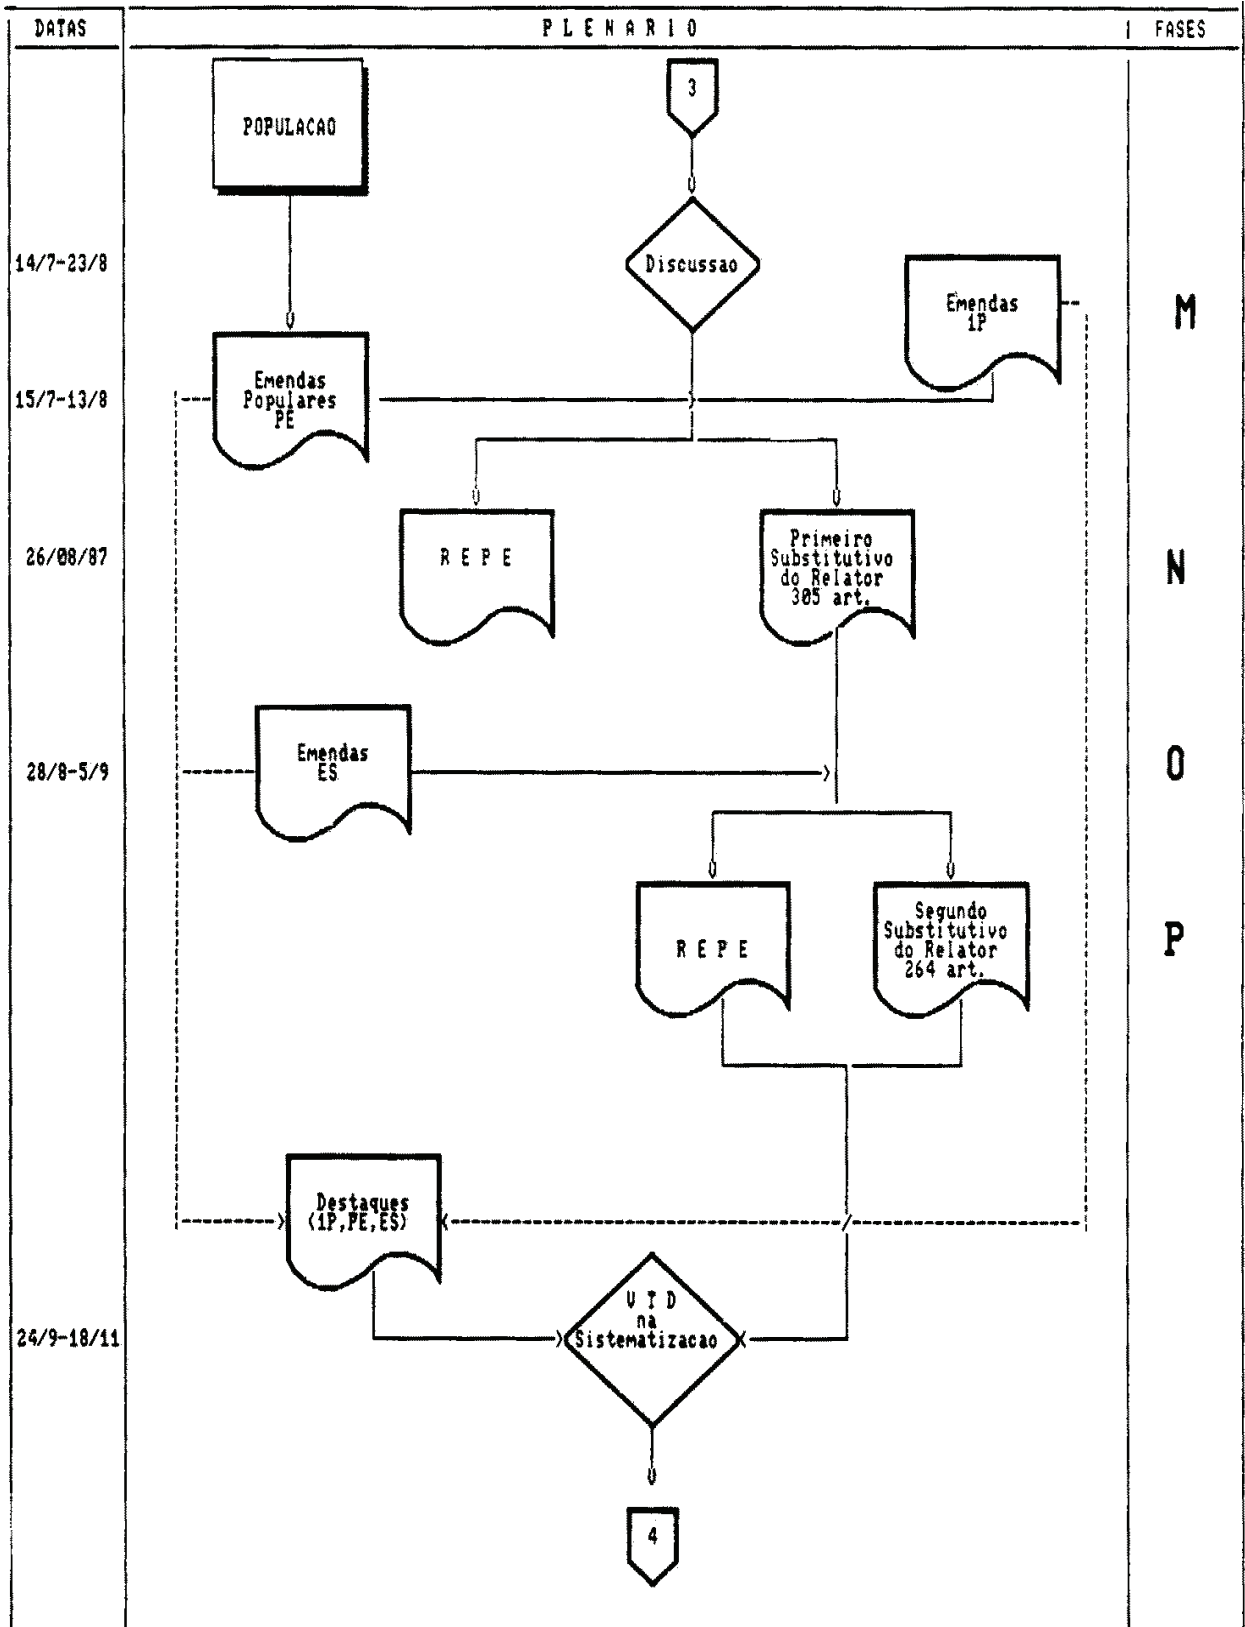 DATAS
PLENARIO
FASES
3
POPULACAO
14/7-23/8
Discussao
Emendas
1P
M
15/7-13/8
Emendas
Populares
PE
26/08/87
R E P E
Primeiro
Substitutivo
do Relator
305 art.
N
28/8-5/9
Emendas
ES
O
R E P E
Segundo
Substitutivo
do Relator
264 art.
P
Destaques
(1P,PE,ES)
24/9-18/11
V T D
na
Sistematizacao
4